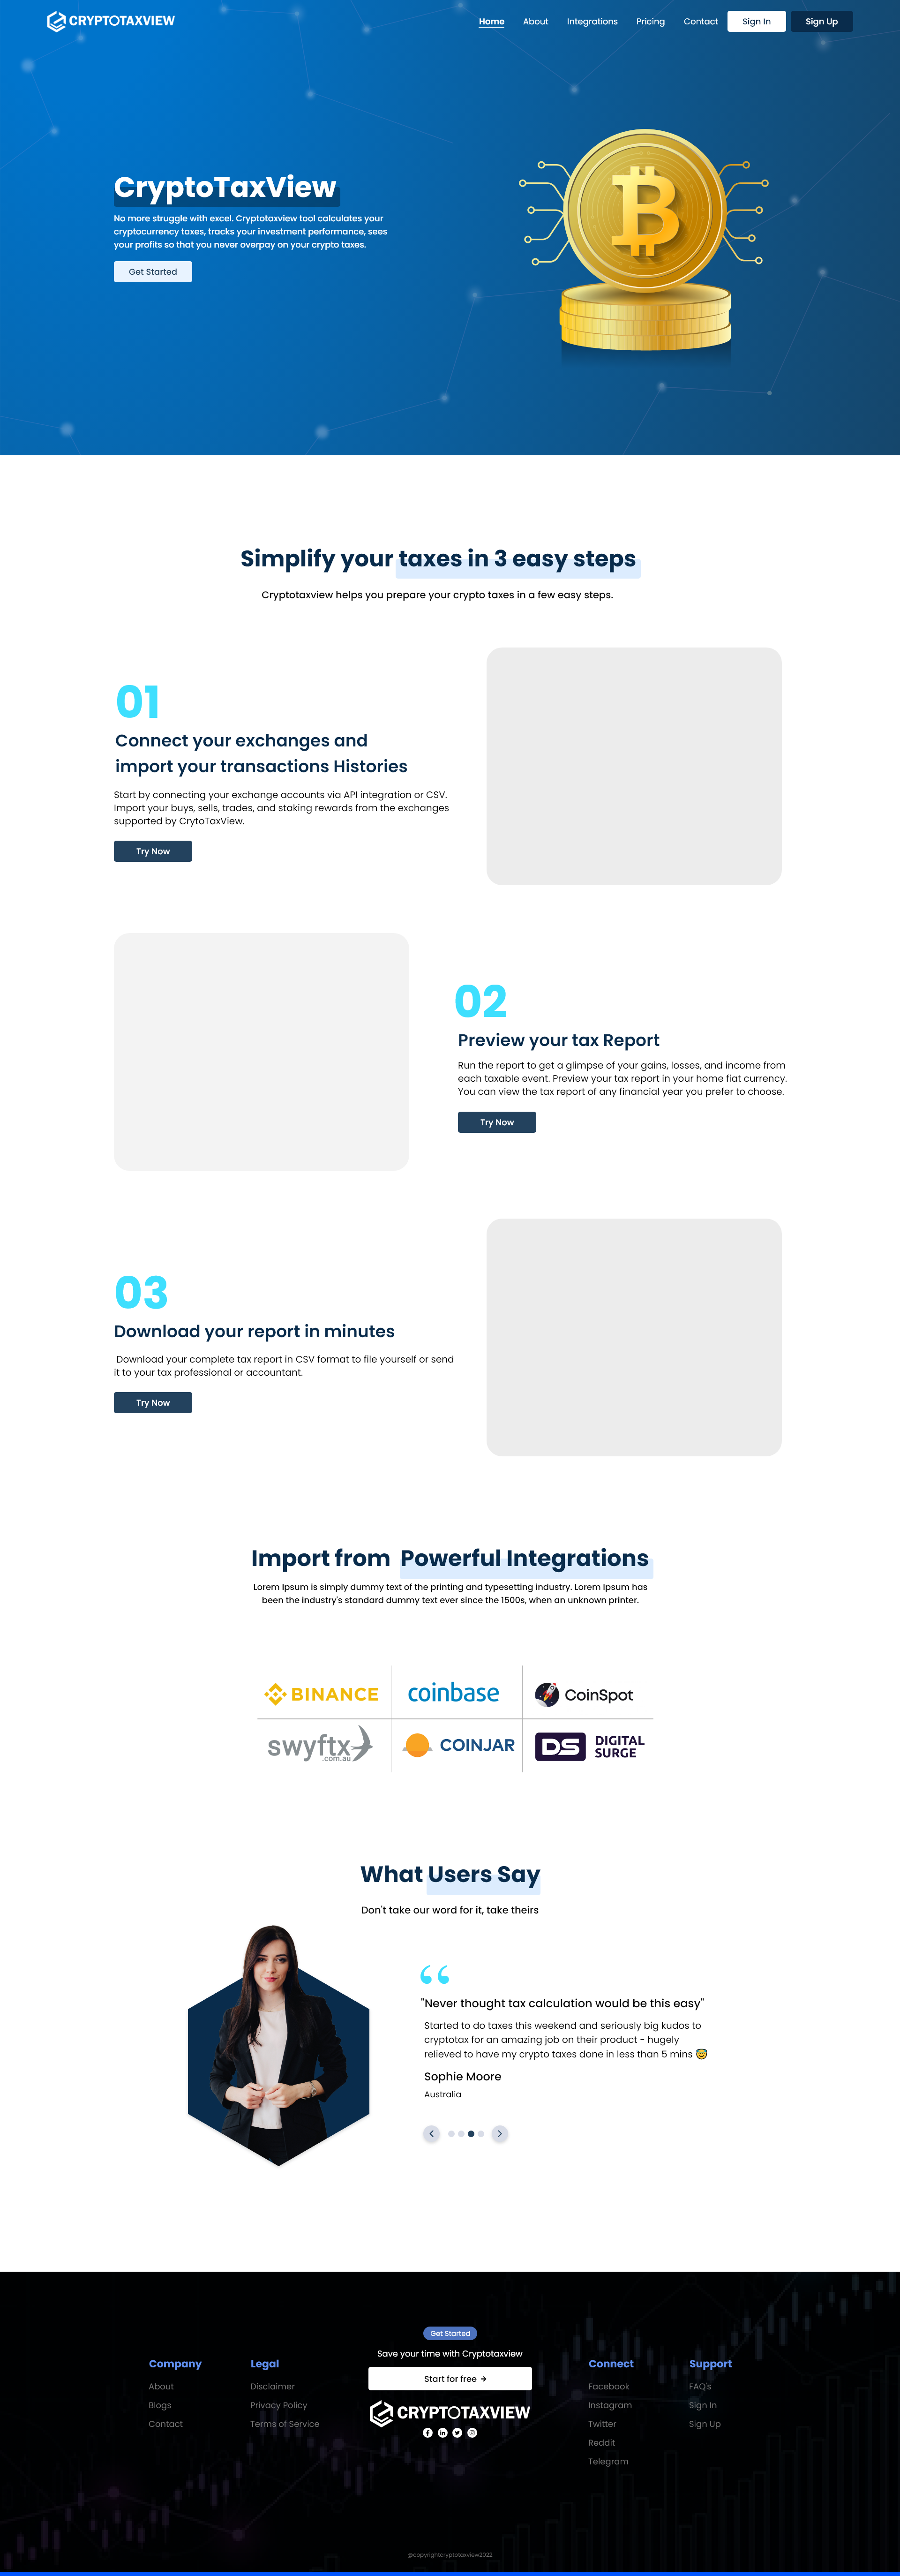 CRYPTOTAXVIEW
Home About Integrations Pricing Contact Sign In Sign Up
CryptoTaxView
No more struggle with excel. Cryptotaxview tool calculates your
cryptocurrency taxes, tracks your investment performance, sees
your profits so that you never overpay on your crypto taxes.
Get Started
Simplify your taxes in 3 easy steps
Cryptotaxview helps you prepare your crypto taxes in a few easy steps.
01
Connect your exchanges and
import your transactions Histories
Start by connecting your exchange accounts via API integration or CSV.
Import your buys, sells, trades, and staking rewards from the exchanges
supported by CrytoTaxView.
Try Now
02
Preview your tax Report
Run the report to get a glimpse of your gains, losses, and income from
each taxable event. Preview your tax report in your home fiat currency.
You can view the tax report of any financial year you prefer to choose.
Try Now
03
Download your report in minutes
Download your complete tax report in CSV format to file yourself or send
it to your tax professional or accountant.
Try Now
Import from Powerful Integrations
Lorem Ipsum is simply dummy text of the printing and typesetting industry. Lorem Ipsum has
been the industry's standard dummy text ever since the 1500s, when an unknown printer.
BINANCE coinbase CoinSpot
swyftx .com.au COINJAR DS DIGITAL SURGE
What Users Say
Don't take our word for it, take theirs
“
"Never thought tax calculation would be this easy"
Started to do taxes this weekend and seriously big kudos to
cryptotax for an amazing job on their product - hugely
relieved to have my crypto taxes done in less than 5 mins 🤓
Sophie Moore
Australia
Get Started
Save your time with Cryptotaxview
Start for free →
CRYPTOTAXVIEW
Company
About
Blogs
Contact
Legal
Disclaimer
Privacy Policy
Terms of Service
Connect
Facebook
Instagram
Twitter
Reddit
Telegram
Support
FAQ's
Sign In
Sign Up
@copyrightcryptotaxview2022